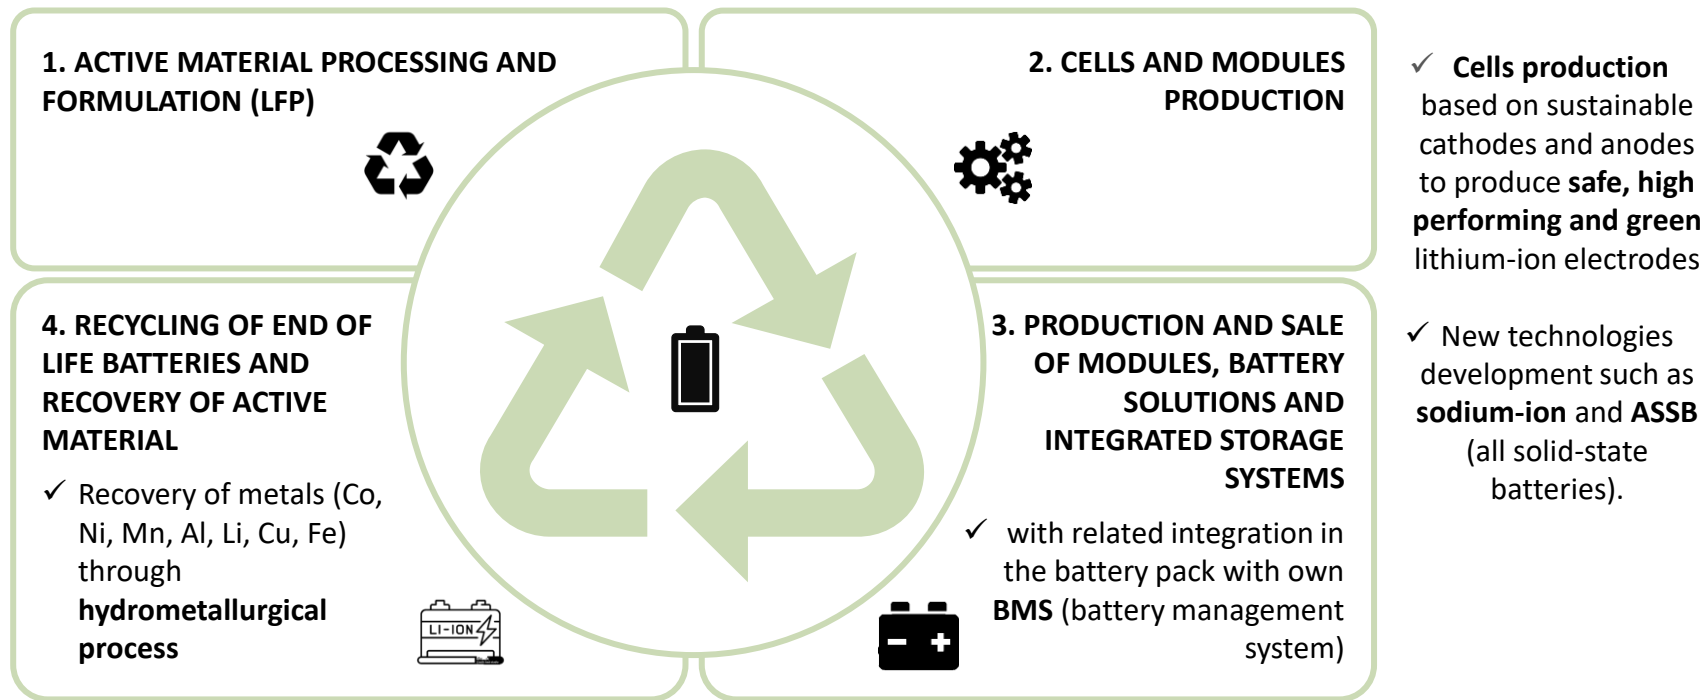 1. ACTIVE MATERIAL PROCESSING AND
FORMULATION (LFP)
2. CELLS AND MODULES
PRODUCTION
✓ Cells production
based on sustainable
cathodes and anodes
to produce safe, high
performing and green
lithium-ion electrodes
✓ New technologies
development such as
sodium-ion and ASSB
(all solid-state
batteries).
3. PRODUCTION AND SALE
OF MODULES, BATTERY
SOLUTIONS AND
INTEGRATED STORAGE
SYSTEMS
✓ with related integration in
the battery pack with own
BMS (battery management
system)
4. RECYCLING OF END OF
LIFE BATTERIES AND
RECOVERY OF ACTIVE
MATERIAL
✓ Recovery of metals (Co,
Ni, Mn, Al, Li, Cu, Fe)
through
hydrometallurgical
process
LI-ION